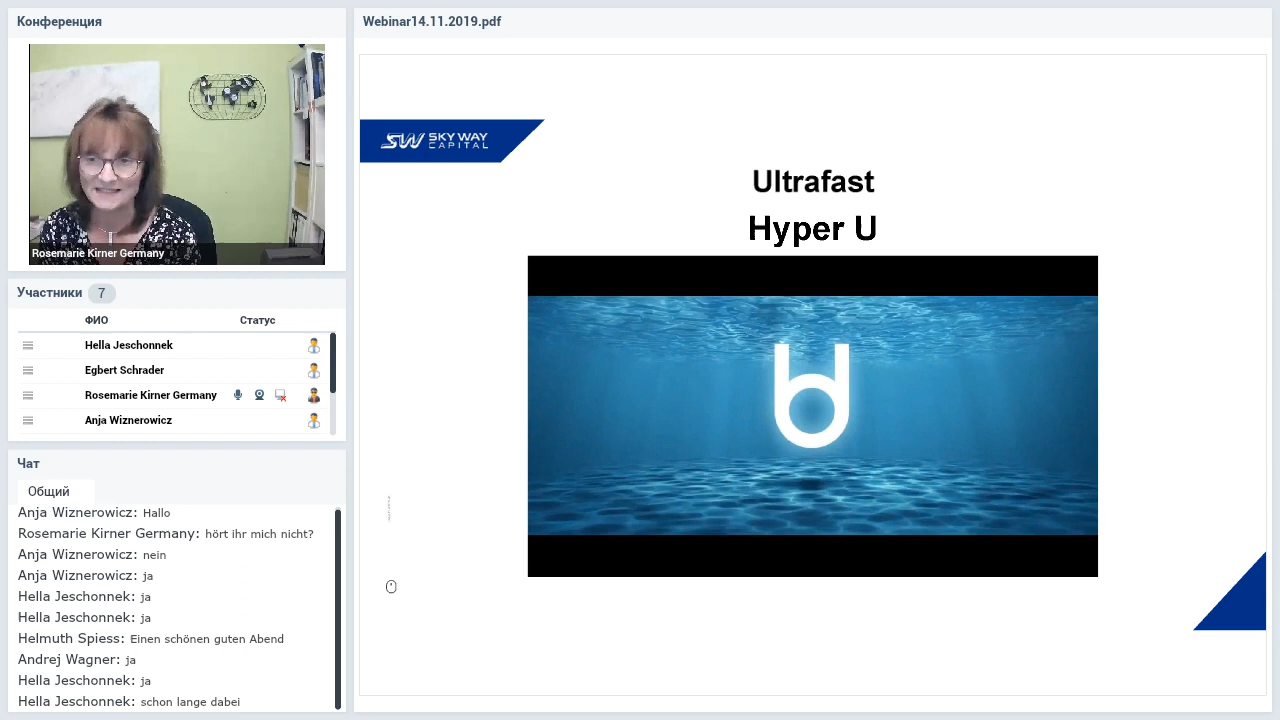 Конференция
Rosemarie Kirner Germany
Участники 7
ФИО Статус
Hella Jeschonnek
Egbert Schrader
Rosemarie Kirner Germany
Anja Wiznerowicz
Чат
Общий
Anja Wiznerowicz: Hallo
Rosemarie Kirner Germany: hört ihr mich nicht?
Anja Wiznerowicz: nein
Anja Wiznerowicz: ja
Hella Jeschonnek: ja
Hella Jeschonnek: ja
Helmuth Spiess: Einen schönen guten Abend
Andrej Wagner: ja
Hella Jeschonnek: ja
Hella Jeschonnek: schon lange dabei
Webinar14.11.2019.pdf
SW SKY WAY
CAPITAL
Ultrafast
Hyper U